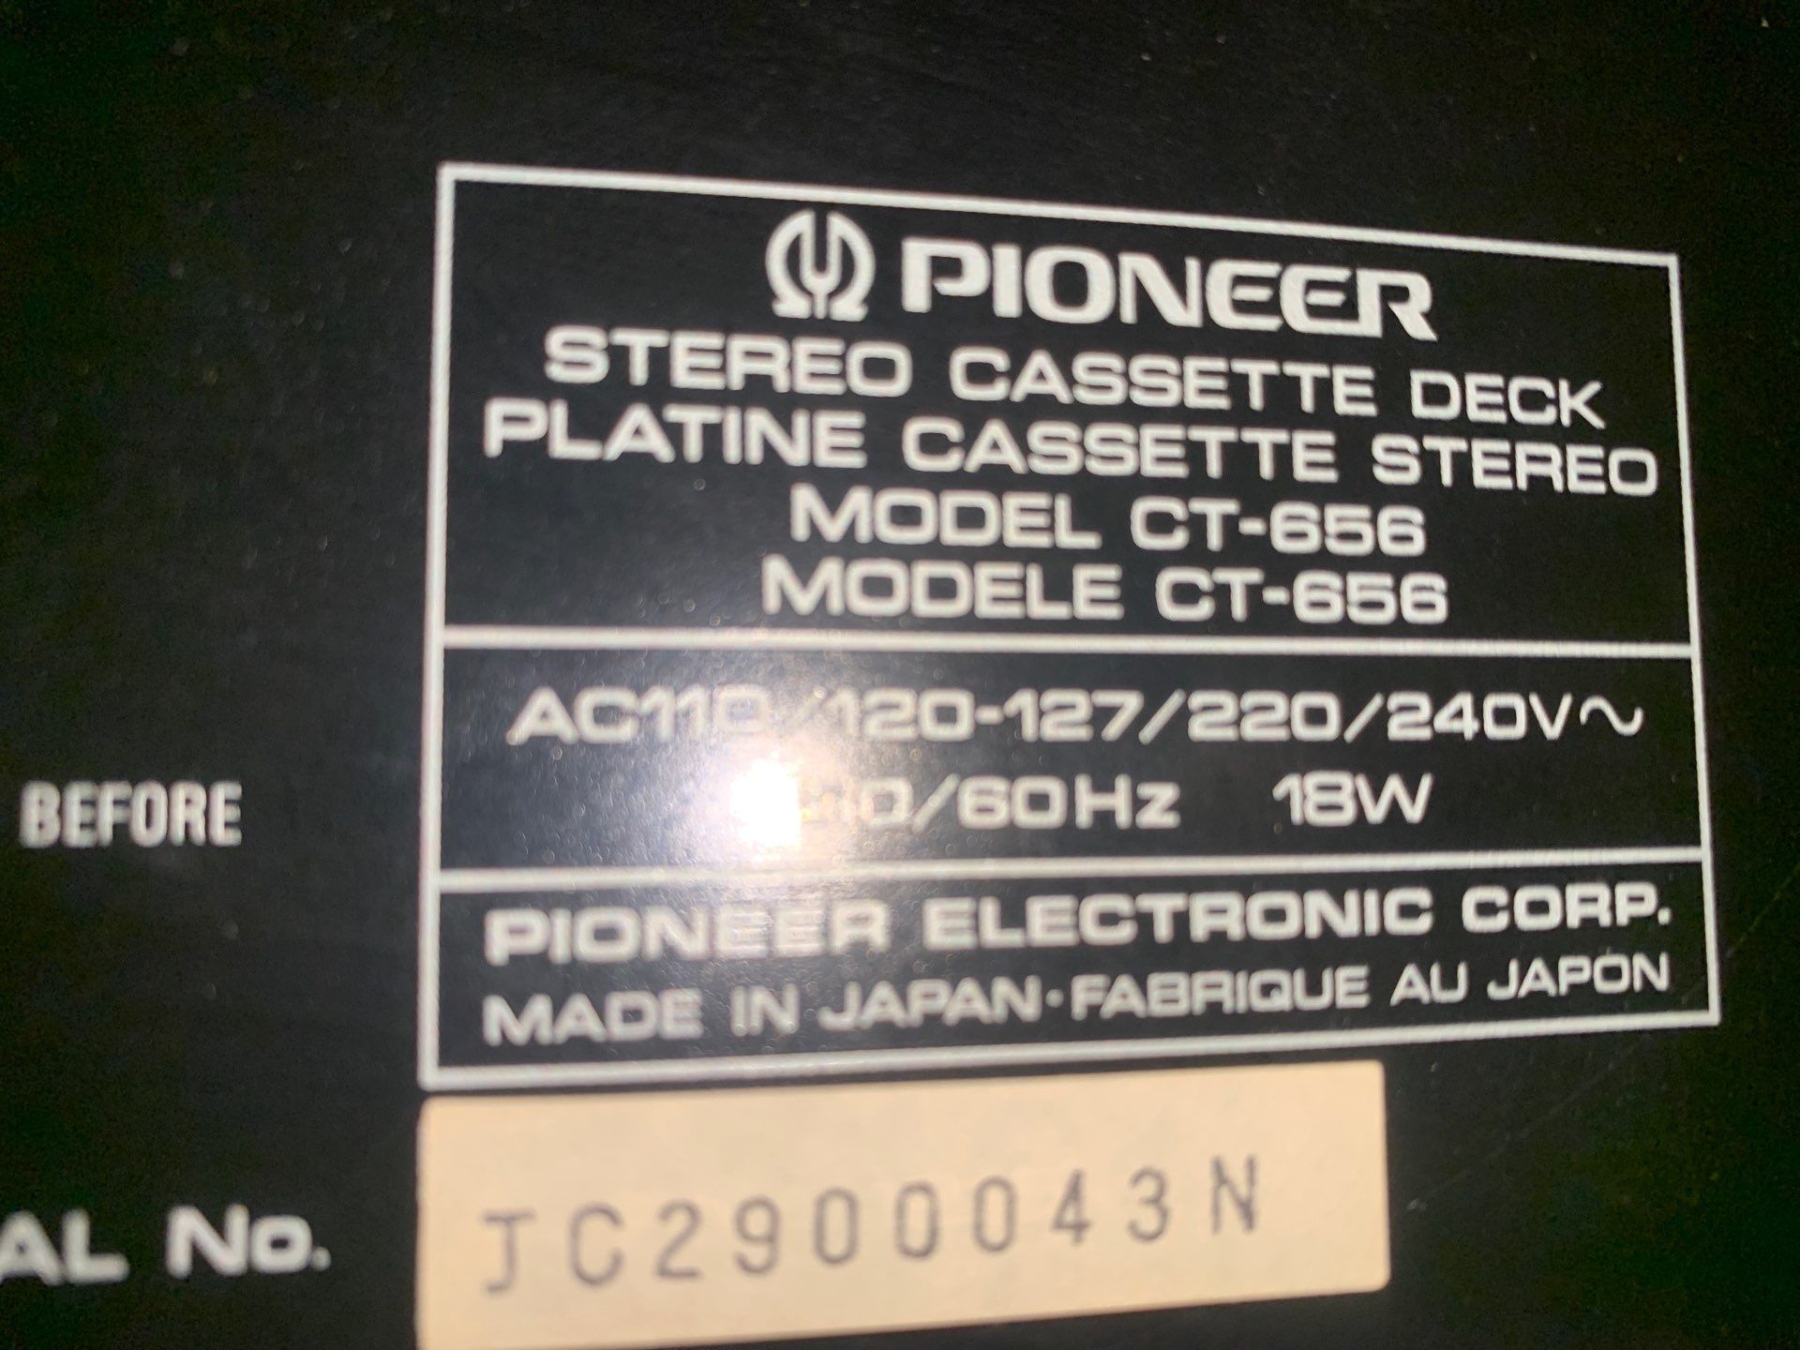 PIONEER
STEREO CASSETTE DECK
PLATINE CASSETTE STEREO
MODEL CT-656
MODELE CT-656
AC110/120-127/220/240V~
/60Hz 18W
BEFORE
PIONEER ELECTRONIC CORP.
MADE IN JAPAN·FABRIQUE AU JAPON
AL No. JC2900043N